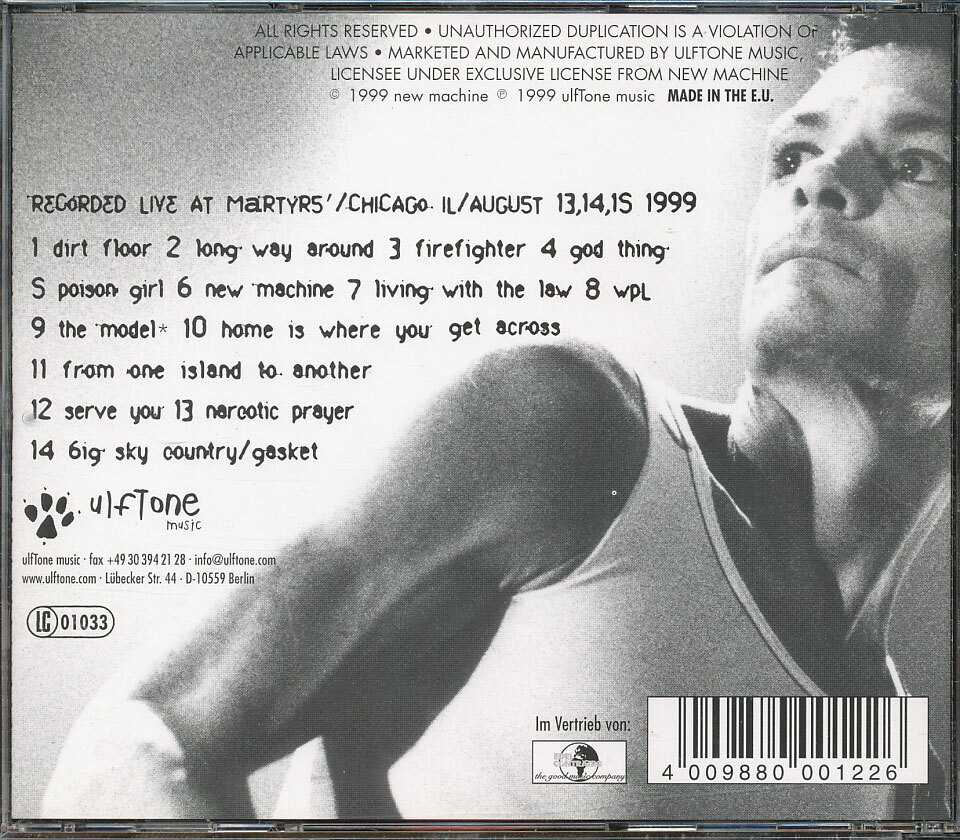 ALL RIGHTS RESERVED • UNAUTHORIZED DUPLICATION IS A VIOLATION OF
APPLICABLE LAWS • MARKETED AND MANUFACTURED BY ULFTONE MUSIC,
LICENSEE UNDER EXCLUSIVE LICENSE FROM NEW MACHINE
© 1999 new machine ℗ 1999 ulfTone music MADE IN THE E.U.
RECORDED LIVE AT MARTYRS'/CHICAGO IL/AUGUST 13,14,15 1999
1 dirt floor 2 long way around 3 firefighter 4 god thing
5 poison girl 6 new machine 7 living with the law 8 wpL
9 the model* 10 home is where you get across
11 from one island to another
12 serve you 13 narcotic prayer
14 big sky country/gasket
ulfTone
music
ulfTone music · fax +49 30 394 21 28 · info@ulftone.com
www.ulftone.com · Lübecker Str. 44 · D-10559 Berlin
LC 01033
Im Vertrieb von:
the good music company
4 009880 001226